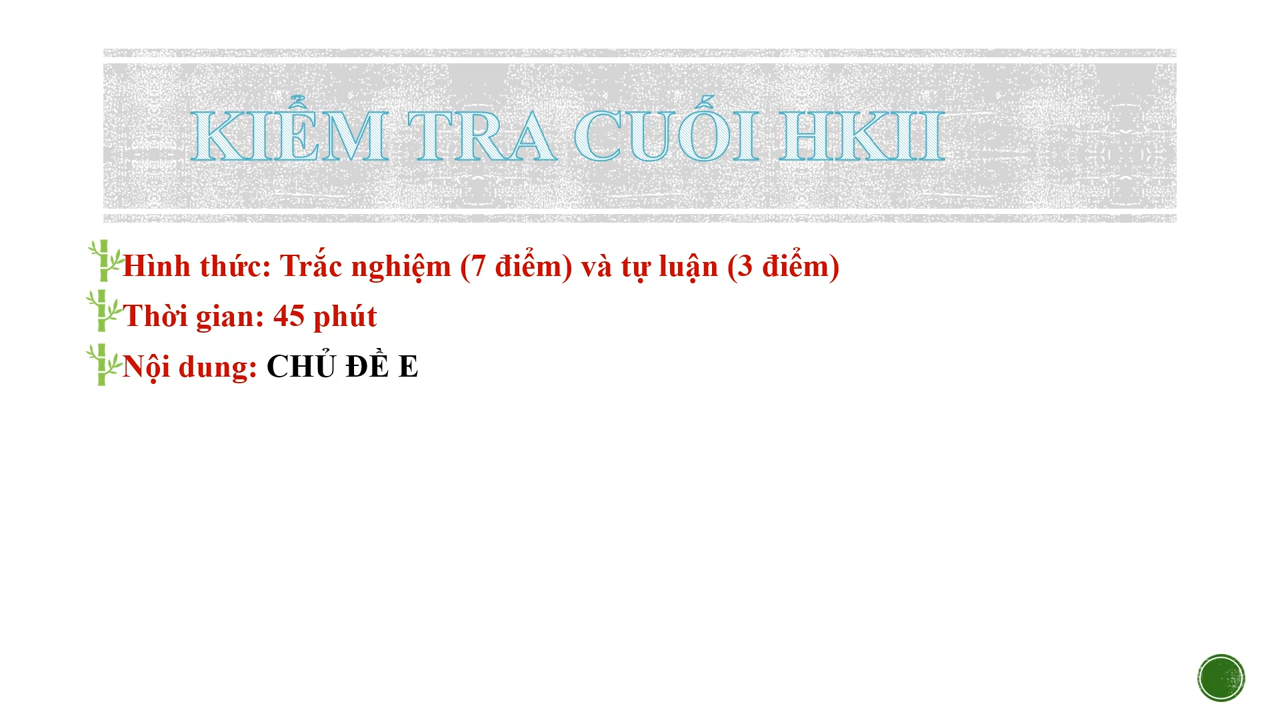 KIỂM TRA CUỐI HKII
Hình thức: Trắc nghiệm (7 điểm) và tự luận (3 điểm)
Thời gian: 45 phút
Nội dung: CHỦ ĐỀ E